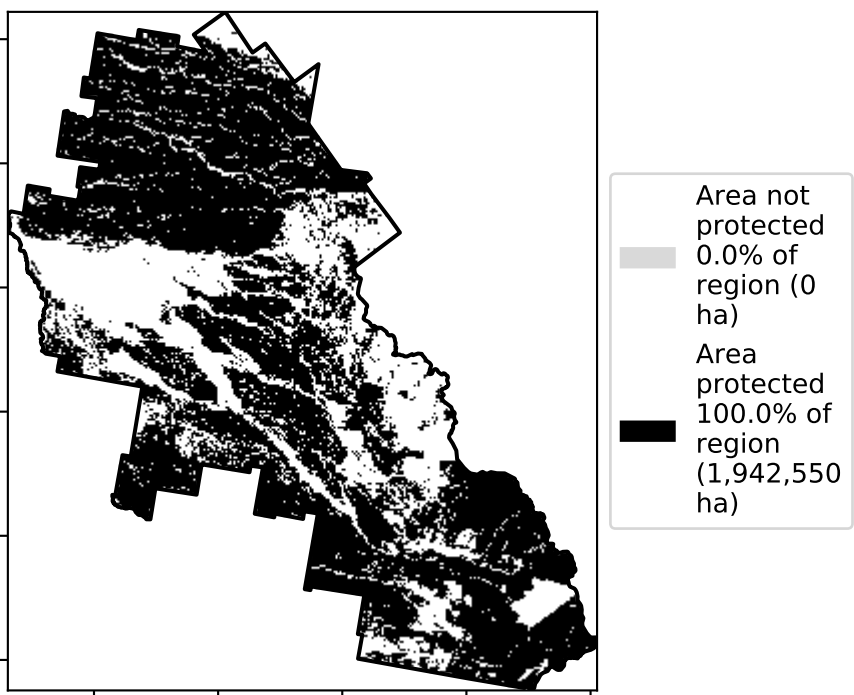 Area not
protected
0.0% of
region (0
ha)
Area
protected
100.0% of
region
(1,942,550
ha)